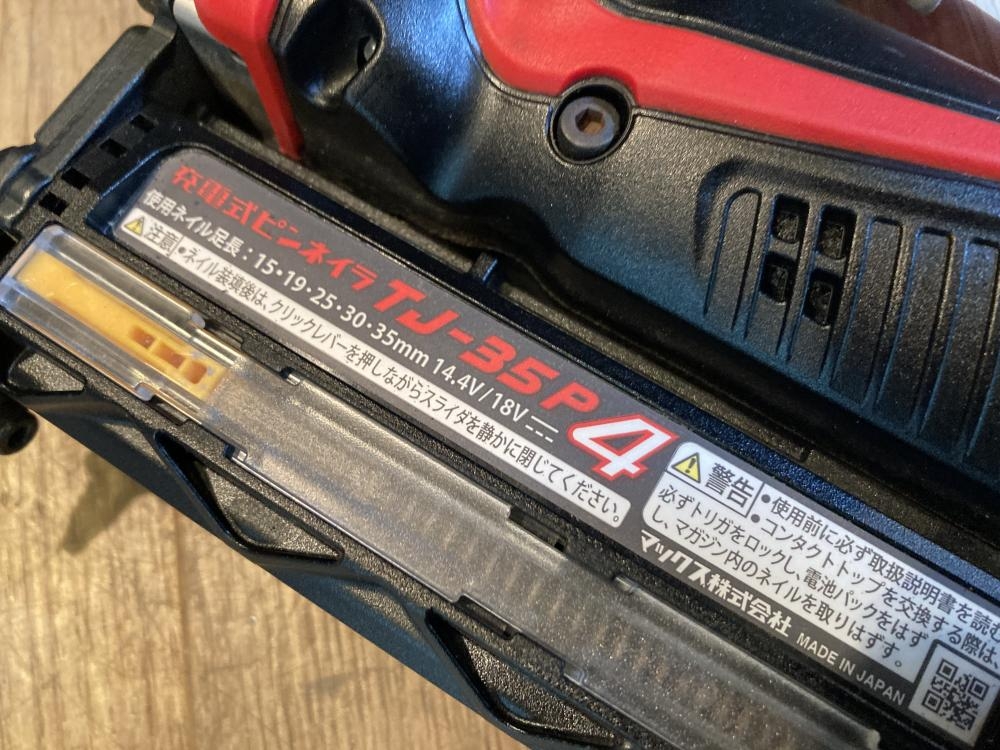 充電式ピンネイラ TJ-35P4
使用ネイル足長：15・19・25・30・35mm 14.4V/18V
注意 •ネイル装填後は、クリックレバーを押しながらスライダを静かに閉じてください。
警告
•使用前に必ず取扱説明書を読む
•コンタクトトップを交換する際は、
必ずトリガをロックし、電池パックをはず
し、マガジン内のネイルを取りはずす。
マックス株式会社 MADE IN JAPAN